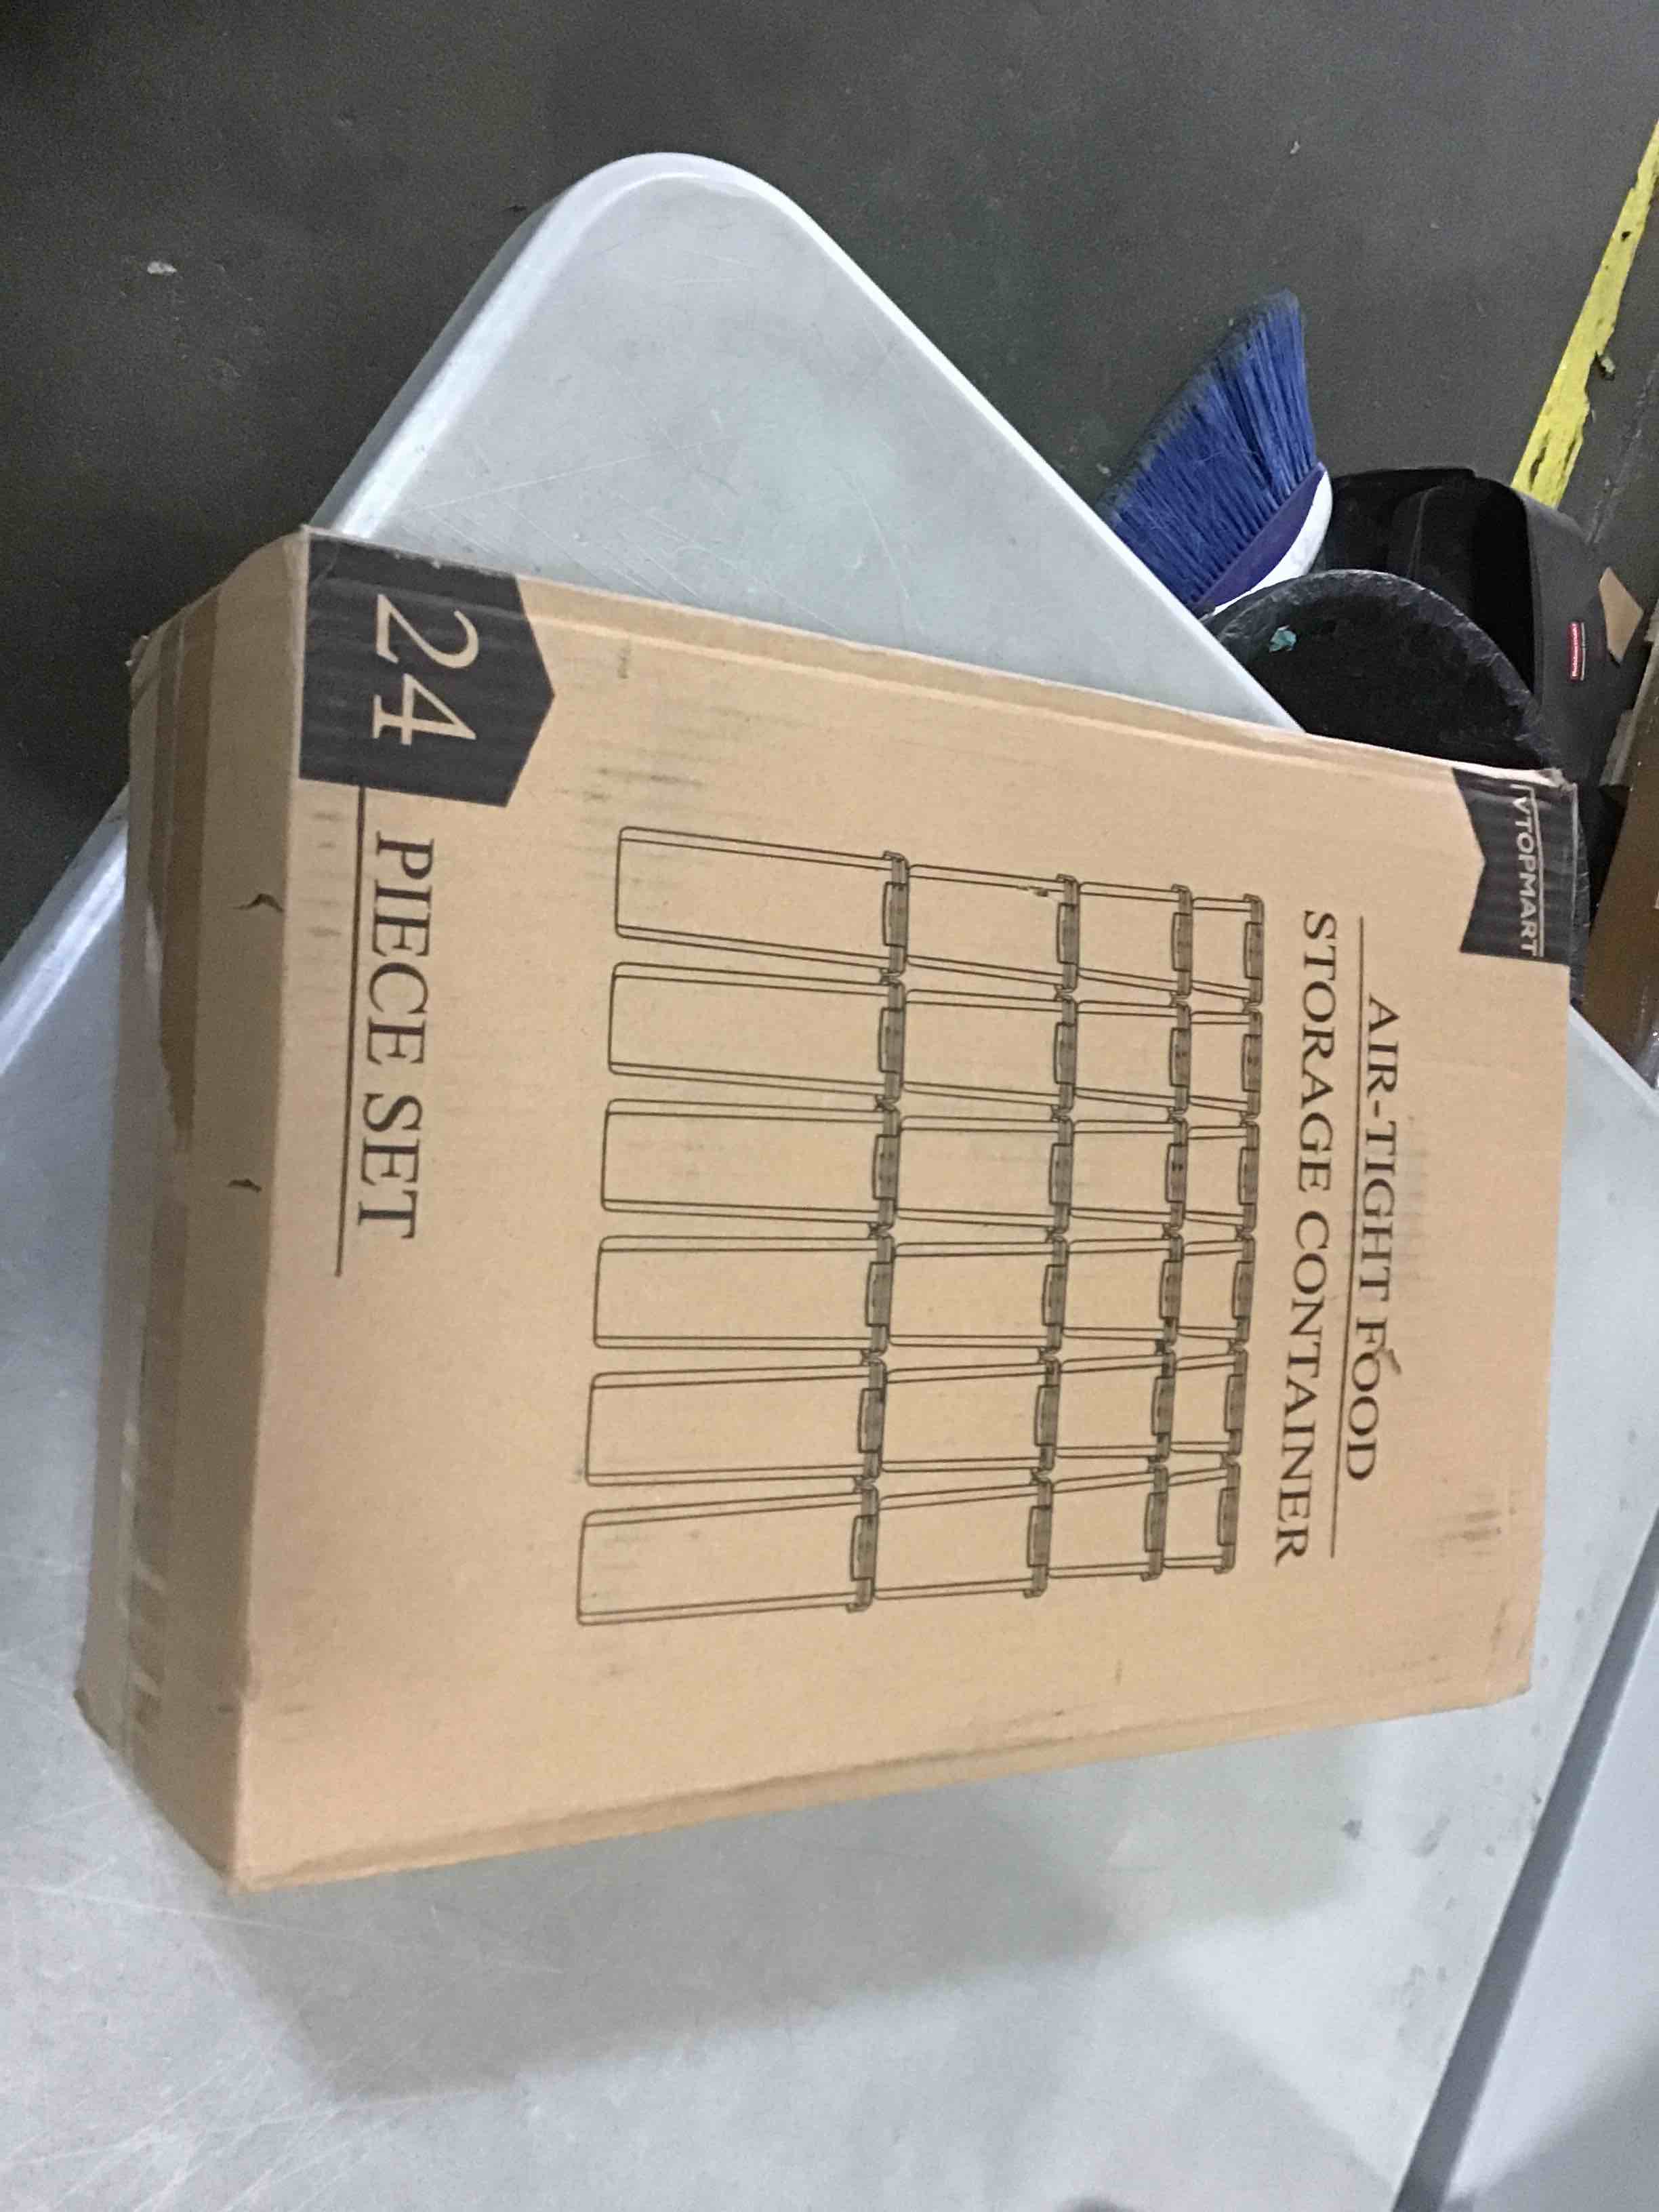 VTOPMART
AIR-TIGHT FOOD
STORAGE CONTAINER
24 PIECE SET